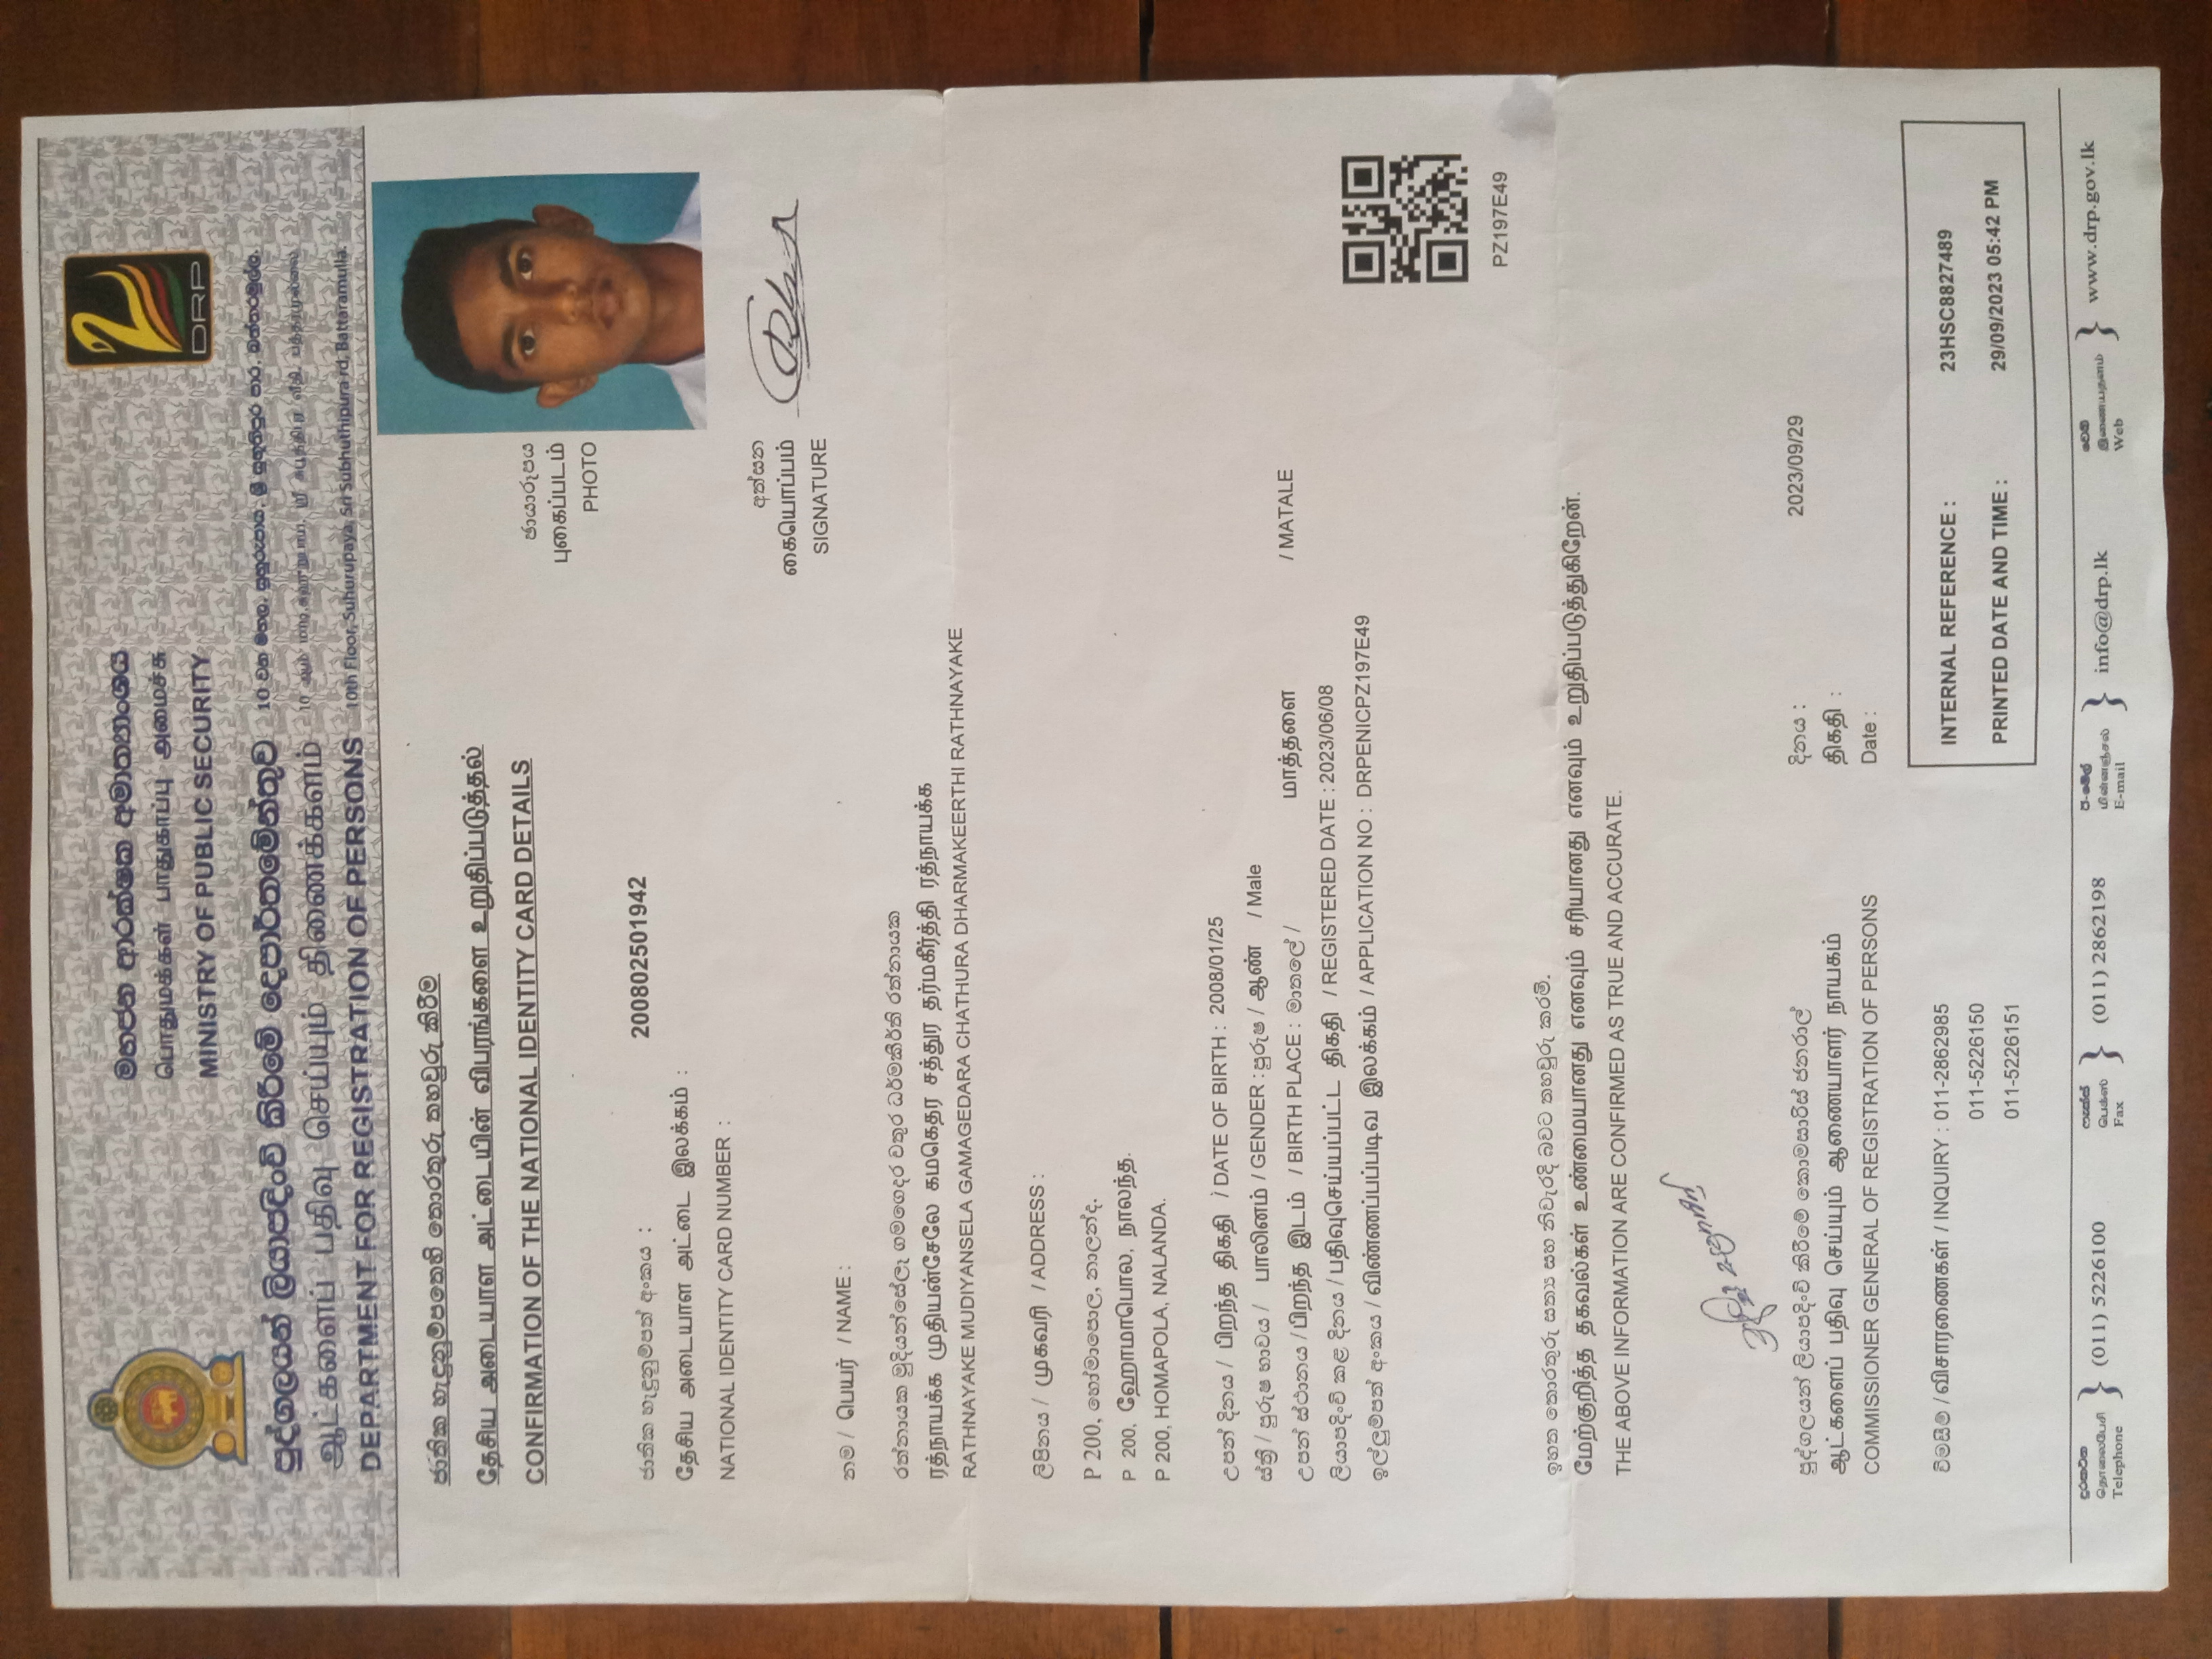 මහජන ආරක්ෂක අමාත්‍යාංශය
பொதுமக்கள் பாதுகாப்பு அமைச்சு
MINISTRY OF PUBLIC SECURITY
DRP
පුද්ගලයන් ලියාපදිංචි කිරීමේ දෙපාර්තමේන්තුව
ஆட்களைப் பதிவு செய்யும் திணைக்களம்
DEPARTMENT FOR REGISTRATION OF PERSONS
10 වන මහල, සුහුරුපාය, ශ්‍රී සුභූතිපුර පාර, බත්තරමුල්ල.
10th Floor, Suhurupaya, Sri Subhuthipura rd, Battaramulla.
ජාතික හැඳුනුම්පතෙහි තොරතුරු තහවුරු කිරීම
தேசிய அடையாள அட்டையின் விபரங்களை உறுதிப்படுத்தல்
CONFIRMATION OF THE NATIONAL IDENTITY CARD DETAILS
ඡායාරූපය
புகைப்படம்
PHOTO
ජාතික හැඳුනුම්පත් අංකය :
தேசிய அடையாள அட்டை இலக்கம் :
NATIONAL IDENTITY CARD NUMBER :
200802501942
අත්සන
கையொப்பம்
SIGNATURE
නම / பெயர் / NAME :
රත්නායක මුදියන්සේලෑ ගමගෙදර චතුර ධර්මකීර්ති රත්නායක
ரத்நாயக்க முதியன்சேலே கமகெதர சத்துர தர்மகீர்த்தி ரத்நாயக்க
RATHNAYAKE MUDIYANSELA GAMAGEDARA CHATHURA DHARMAKEERTHI RATHNAYAKE
ලිපිනය / முகவரி / ADDRESS :
P 200, හෝමාපොල, නාලන්ද.
P 200, ஹோமாபொல, நாலந்த.
P 200, HOMAPOLA, NALANDA.
උපන් දිනය / பிறந்த திகதி / DATE OF BIRTH : 2008/01/25
ස්ත්‍රී / පුරුෂ භාවය / பாலினம் / GENDER : පුරුෂ / ஆண் / Male
උපන් ස්ථානය / பிறந்த இடம் / BIRTH PLACE : මාතලේ / மாத்தளை / MATALE
ලියාපදිංචි කළ දිනය / பதிவுசெய்யப்பட்ட திகதி / REGISTERED DATE : 2023/06/08
ඉල්ලුම්පත් අංකය / விண்ணப்பப்படிவ இலக்கம் / APPLICATION NO : DRPENICPZ197E49
PZ197E49
ඉහත තොරතුරු සත්‍ය සහ නිවැරදි බවට තහවුරු කරමි.
மேற்குறித்த தகவல்கள் உண்மையானது எனவும் சரியானது எனவும் உறுதிப்படுத்துகிறேன்.
THE ABOVE INFORMATION ARE CONFIRMED AS TRUE AND ACCURATE.
පුද්ගලයන් ලියාපදිංචි කිරීමේ කොමසාරිස් ජනරාල්
ஆட்களைப் பதிவு செய்யும் ஆணையாளர் நாயகம்
COMMISSIONER GENERAL OF REGISTRATION OF PERSONS
දිනය :
திகதி :
Date :
2023/09/29
විමසීම / விசாரணைகள் / INQUIRY : 011-2862985
011-5226150
011-5226151
INTERNAL REFERENCE : 23HSC8827489
PRINTED DATE AND TIME : 29/09/2023 05:42 PM
දුරකථන
தொலைபேசி
Telephone
(011) 5226100
ෆැක්ස්
பெக்ஸ்
Fax
(011) 2862198
ඊ-මේල්
மின்னஞ்சல்
E-mail
info@drp.lk
වෙබ්
இணையத்தளம்
Web
www.drp.gov.lk